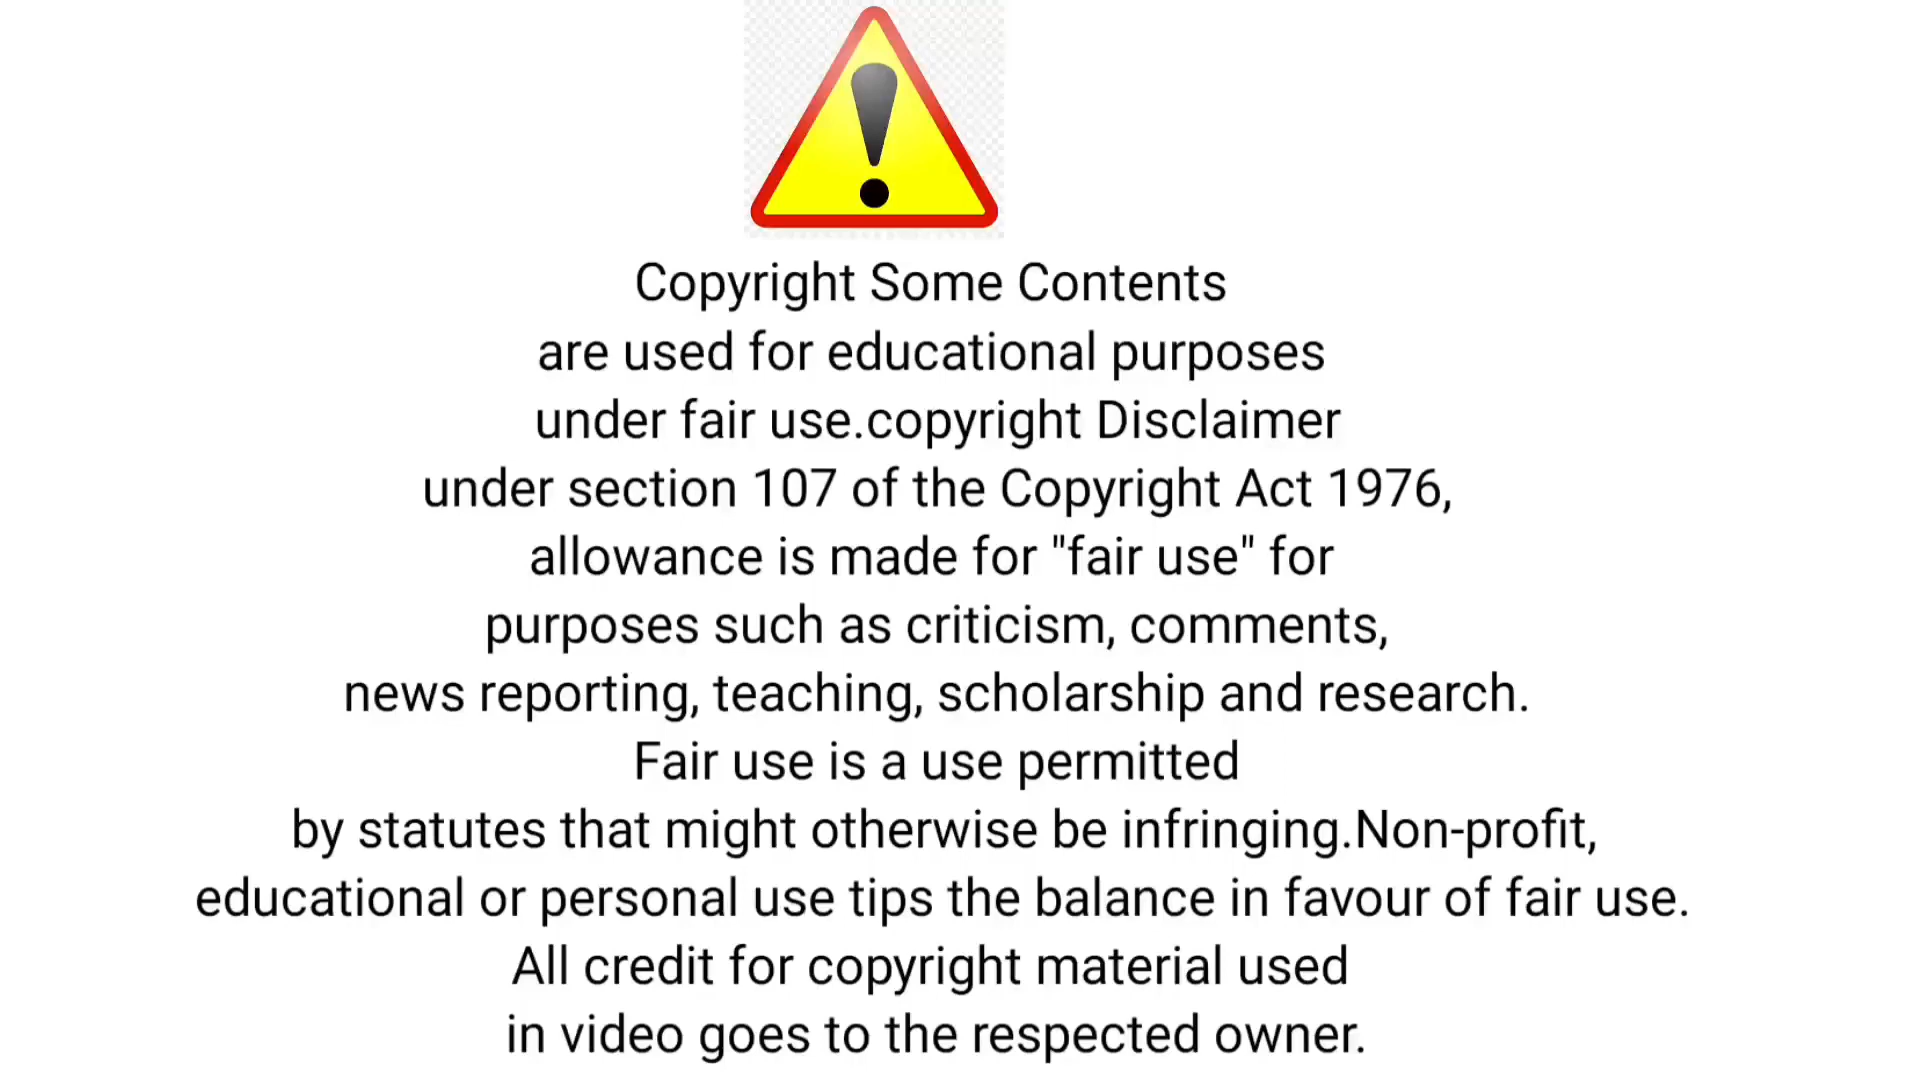 Copyright Some Contents
are used for educational purposes
under fair use.copyright Disclaimer
under section 107 of the Copyright Act 1976,
allowance is made for "fair use" for
purposes such as criticism, comments,
news reporting, teaching, scholarship and research.
Fair use is a use permitted
by statutes that might otherwise be infringing.Non-profit,
educational or personal use tips the balance in favour of fair use.
All credit for copyright material used
in video goes to the respected owner.